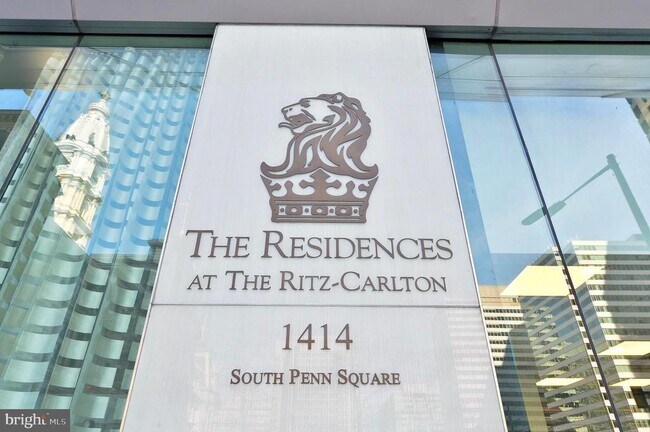 THE RESIDENCES
AT THE RITZ-CARLTON
1414
SOUTH PENN SQUARE
bright MLS